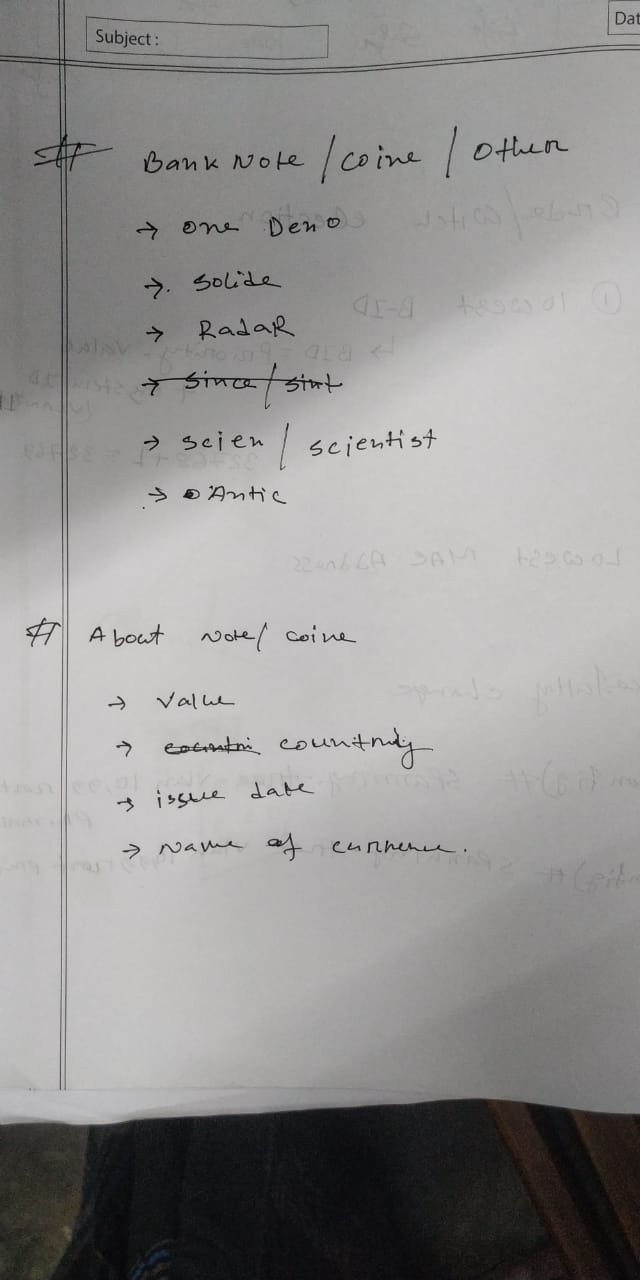 Subject:
Dat
# Bank Note / coine / Other
→ one Deno
→. Solide
→ RadaR
→ since / sint
→ scien / scientist
→ Antic
# About Note / coine
→ Value
→ countrdy
→ issue date
→ Name of currence.